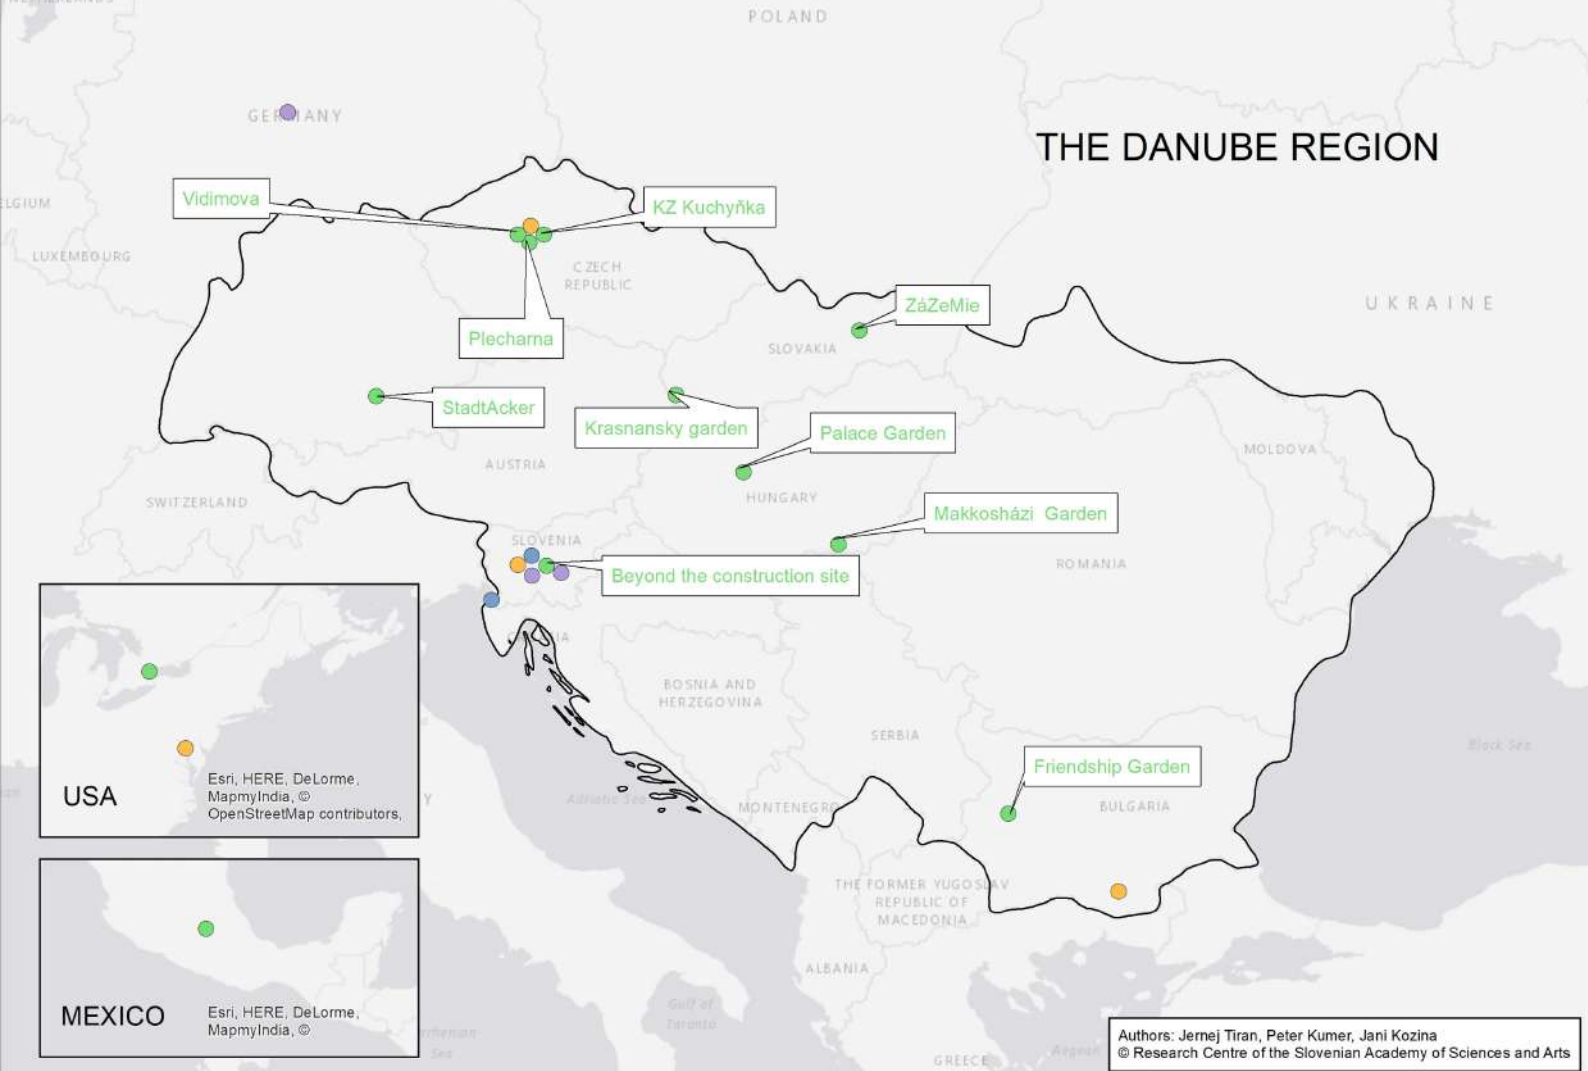 POLAND
GERMANY
THE DANUBE REGION
Vidimova
KZ Kuchyňka
LUXEMBOURG
CZECH
REPUBLIC
ZáZeMie
UKRAINE
Plecharna
SLOVAKIA
StadtAcker
Krasnansky garden
Palace Garden
MOLDOVA
AUSTRIA
SWITZERLAND
HUNGARY
Makkosházi Garden
SLOVENIA
ROMANIA
Beyond the construction site
BOSNIA AND
HERZEGOVINA
SERBIA
Black Sea
Friendship Garden
Adriatic Sea
MONTENEGRO
BULGARIA
USA
Esri, HERE, DeLorme,
MapmyIndia, ©
OpenStreetMap contributors,
THE FORMER YUGOSLAV
REPUBLIC OF
MACEDONIA
ALBANIA
MEXICO
Esri, HERE, DeLorme,
MapmyIndia, ©
Gulf of
Taranto
Sea
GREECE
Aegean
Authors: Jernej Tiran, Peter Kumer, Jani Kozina
© Research Centre of the Slovenian Academy of Sciences and Arts